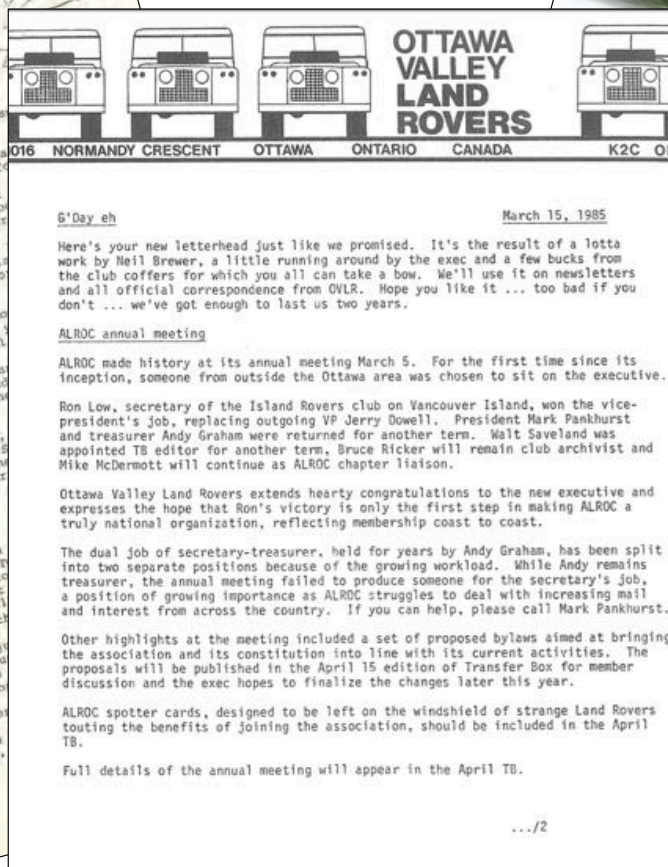 OTTAWA
VALLEY
LAND
ROVERS
016 NORMANDY CRESCENT OTTAWA ONTARIO CANADA K2C
G'Day eh March 15, 1985
Here's your new letterhead just like we promised. It's the result of a lotta
work by Neil Brewer, a little running around by the exec and a few bucks from
the club coffers for which you all can take a bow. We'll use it on newsletters
and all official correspondence from OVLR. Hope you like it ... too bad if you
don't ... we've got enough to last us two years.
ALROC annual meeting
ALROC made history at its annual meeting March 5. For the first time since its
inception, someone from outside the Ottawa area was chosen to sit on the executive.
Ron Low, secretary of the Island Rovers club on Vancouver Island, won the vice-
president's job, replacing outgoing VP Jerry Dowell. President Mark Pankhurst
and treasurer Andy Graham were returned for another term. Walt Saveland was
appointed TB editor for another term, Bruce Ricker will remain club archivist and
Mike McDermott will continue as ALROC chapter liaison.
Ottawa Valley Land Rovers extends hearty congratulations to the new executive and
expresses the hope that Ron's victory is only the first step in making ALROC a
truly national organization, reflecting membership coast to coast.
The dual job of secretary-treasurer, held for years by Andy Graham, has been split
into two separate positions because of the growing workload. While Andy remains
treasurer, the annual meeting failed to produce someone for the secretary's job,
a position of growing importance as ALROC struggles to deal with increasing mail
and interest from across the country. If you can help, please call Mark Pankhurst.
Other highlights at the meeting included a set of proposed bylaws aimed at bringing
the association and its constitution into line with its current activities. The
proposals will be published in the April 15 edition of Transfer Box for member
discussion and the exec hopes to finalize the changes later this year.
ALROC spotter cards, designed to be left on the windshield of strange Land Rovers
touting the benefits of joining the association, should be included in the April
TB.
Full details of the annual meeting will appear in the April TB.
.../2